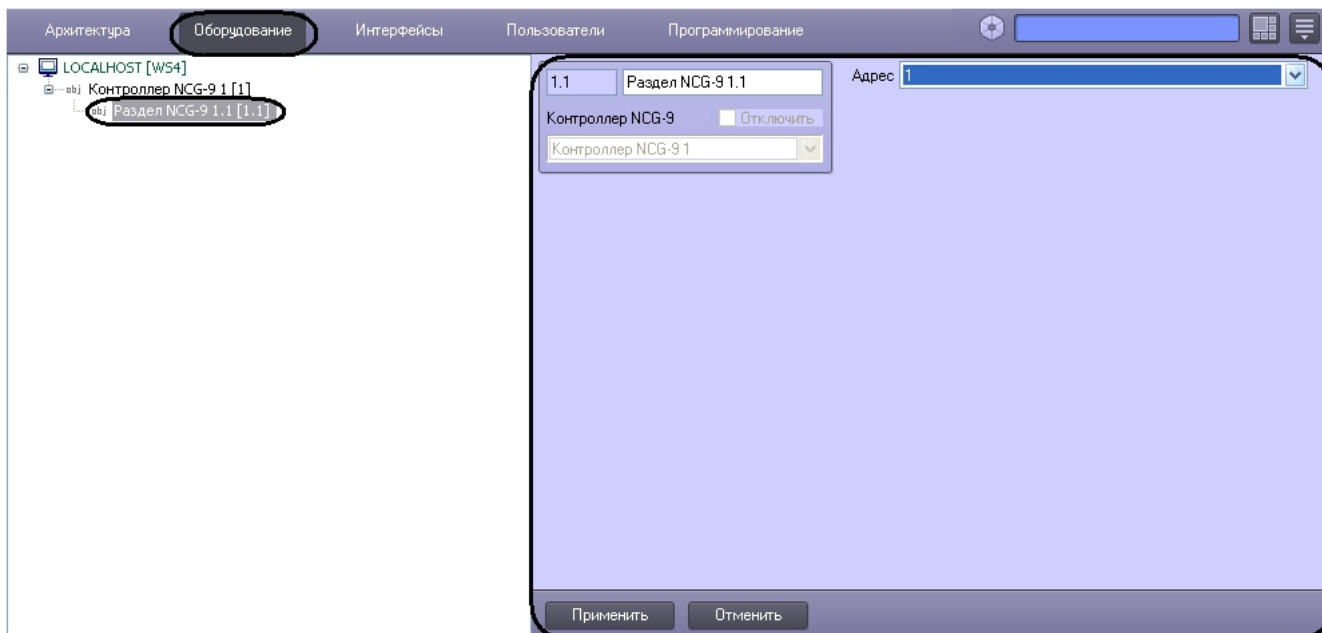 Архитектура Оборудование Интерфейсы Пользователи Программирование
LOCALHOST [WS4]
obj Контроллер NCG-9 1 [1]
obj Раздел NCG-9 1.1 [1.1]
1.1 Раздел NCG-9 1.1
Контроллер NCG-9 Отключить
Контроллер NCG-9 1
Адрес 1
Применить Отменить